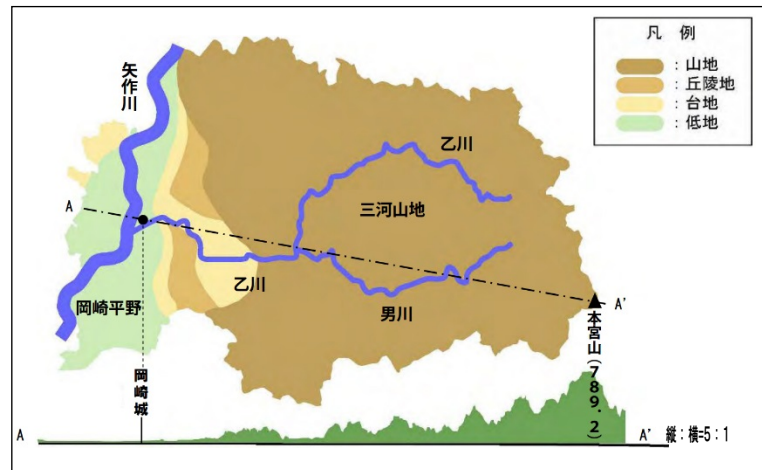 凡 例
：山地
：丘陵地
：台地
：低地
矢作川
乙川
三河山地
A
乙川
岡崎平野
男川
A’
本宮山(789.2)
岡崎城
A
A’ 縦：横=5：1